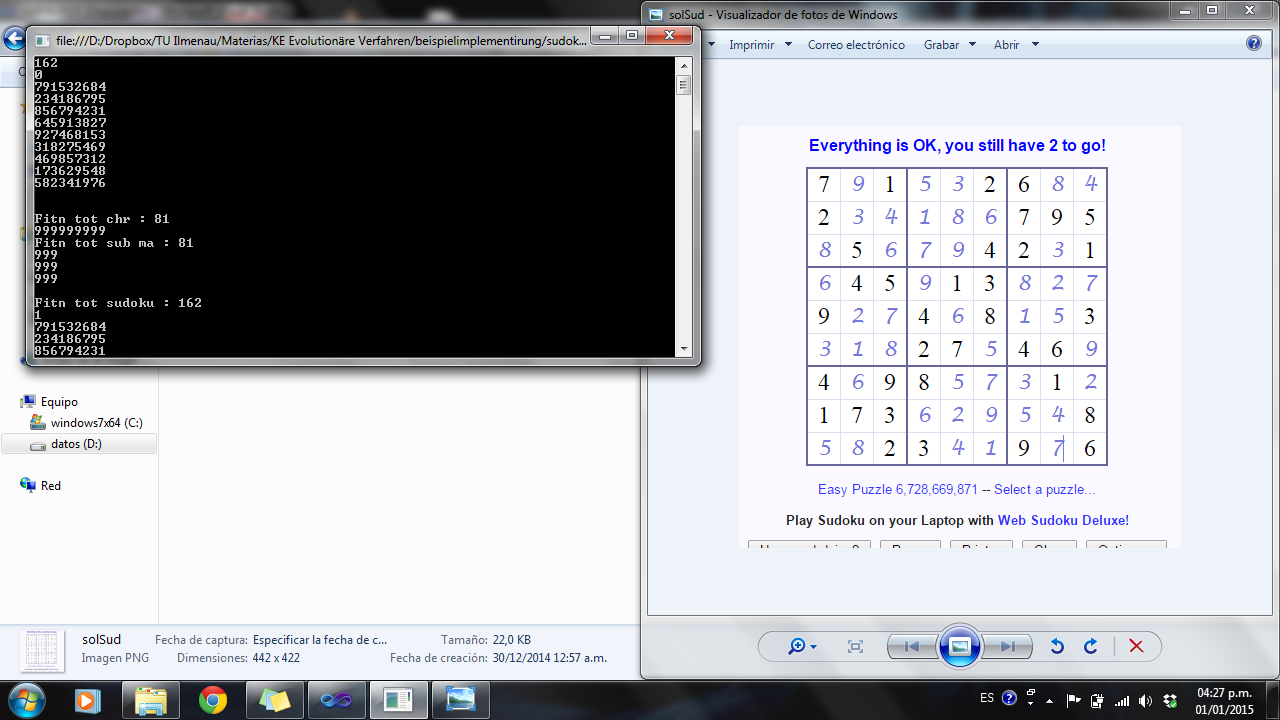 file:///D:/Dropbox/TU Ilmenau/Materias/KE Evolutionäre Verfahren/beispielimplementirung/sudok...
162
0
791532684
234186795
856794231
645913827
927468153
318275469
469857312
173629548
582341976
Fitn tot chr : 81
999999999
Fitn tot sub ma : 81
999
999
999
Fitn tot sudoku : 162
1
791532684
234186795
856794231
Equipo
windows7x64 (C:)
datos (D:)
Red
solSud Fecha de captura: Especificar la fecha de c... Tamaño: 22,0 KB
Imagen PNG Dimensiones: 442 x 422 Fecha de creación: 30/12/2014 12:57 a.m.
solSud - Visualizador de fotos de Windows
Imprimir Correo electrónico Grabar Abrir
Everything is OK, you still have 2 to go!
7 9 1 5 3 2 6 8 4
2 3 4 1 8 6 7 9 5
8 5 6 7 9 4 2 3 1
6 4 5 9 1 3 8 2 7
9 2 7 4 6 8 1 5 3
3 1 8 2 7 5 4 6 9
4 6 9 8 5 7 3 1 2
1 7 3 6 2 9 5 4 8
5 8 2 3 4 1 9 7 6
Easy Puzzle 6,728,669,871 -- Select a puzzle...
Play Sudoku on your Laptop with Web Sudoku Deluxe!
ES
04:27 p.m.
01/01/2015